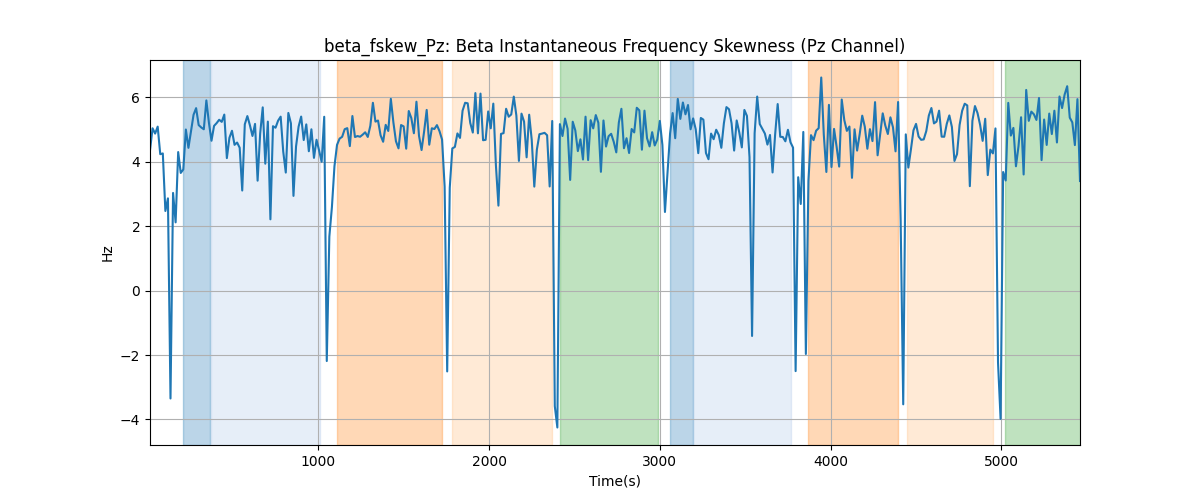 beta_fskew_Pz: Beta Instantaneous Frequency Skewness (Pz Channel)
6
4
2
0
−2
−4
Hz
1000 2000 3000 4000 5000
Time(s)